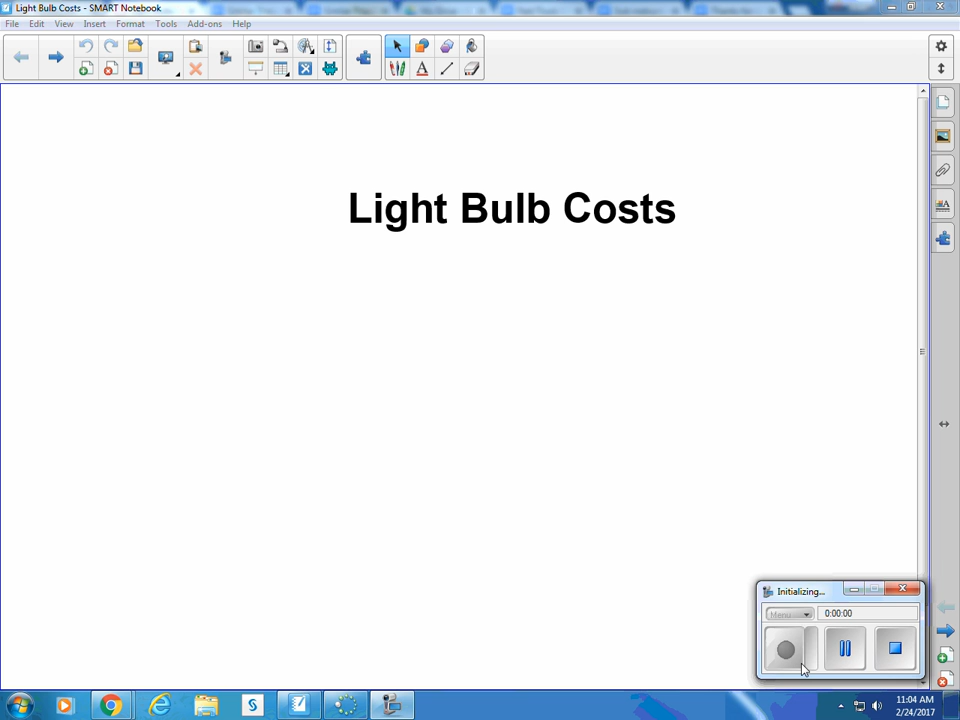 Light Bulb Costs - SMART Notebook
File Edit View Insert Format Tools Add-ons Help
Light Bulb Costs
Initializing...
Menu 0:00:00
11:04 AM
2/24/2017